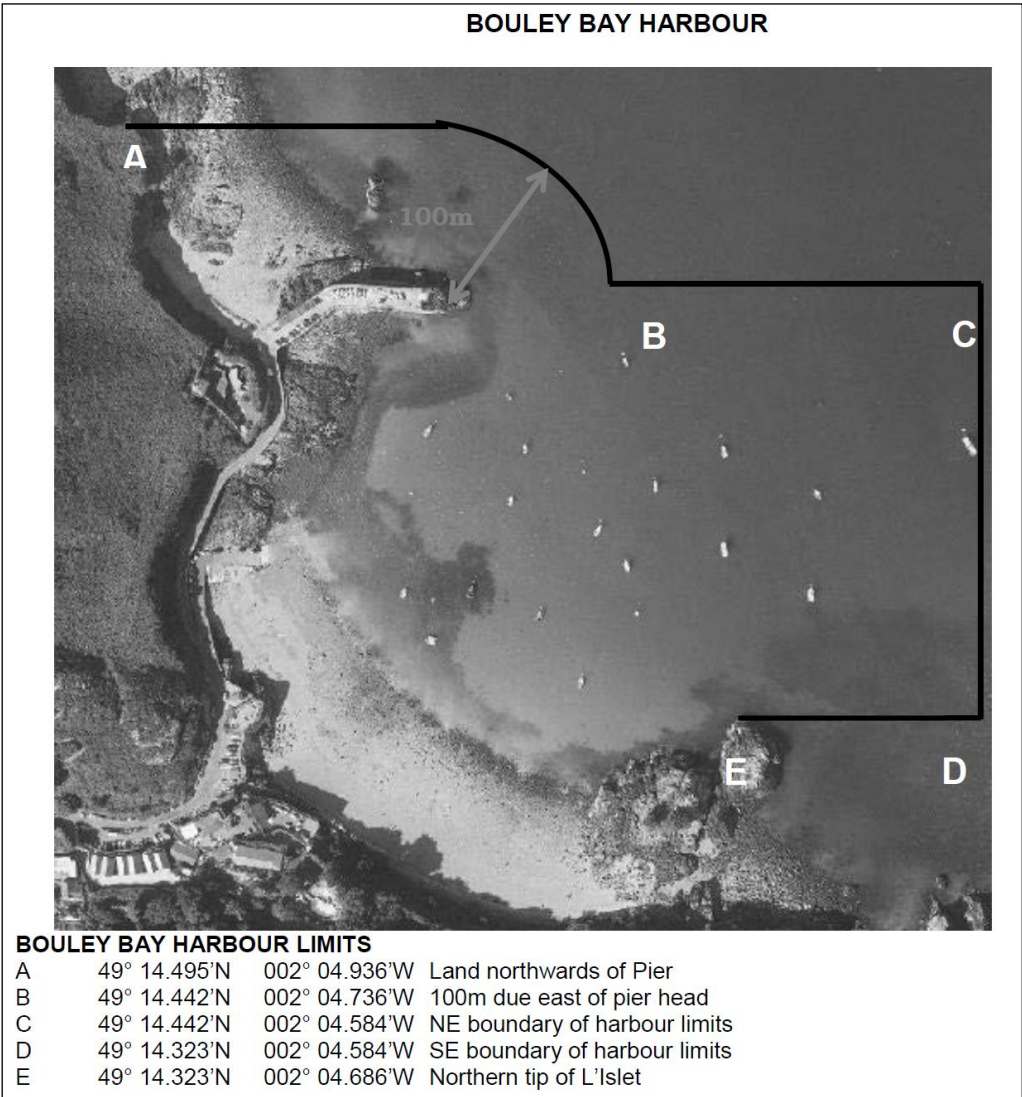 BOULEY BAY HARBOUR
A
100m
B
C
E
D
BOULEY BAY HARBOUR LIMITS
A 49° 14.495’N 002° 04.936’W Land northwards of Pier
B 49° 14.442’N 002° 04.736’W 100m due east of pier head
C 49° 14.442’N 002° 04.584’W NE boundary of harbour limits
D 49° 14.323’N 002° 04.584’W SE boundary of harbour limits
E 49° 14.323’N 002° 04.686’W Northern tip of L’Islet